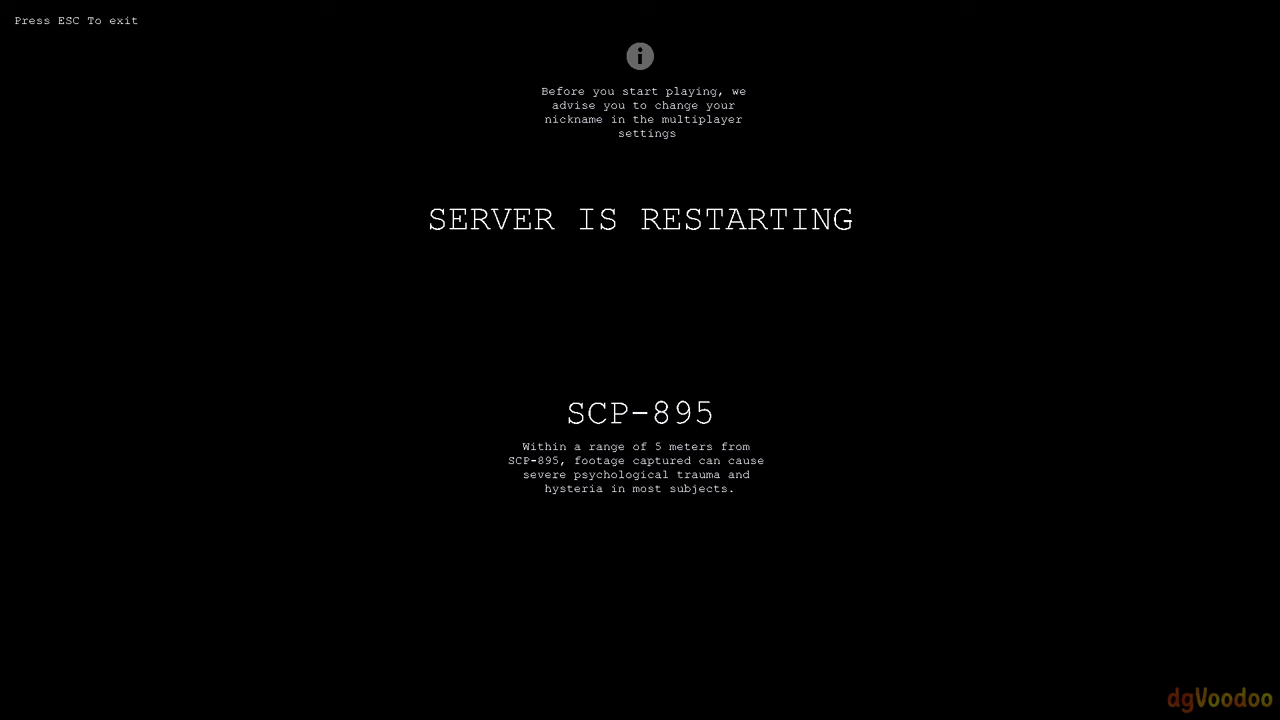 Press ESC To exit
i
Before you start playing, we
advise you to change your
nickname in the multiplayer
settings
SERVER IS RESTARTING
SCP-895
Within a range of 5 meters from
SCP-895, footage captured can cause
severe psychological trauma and
hysteria in most subjects.
dgVoodoo